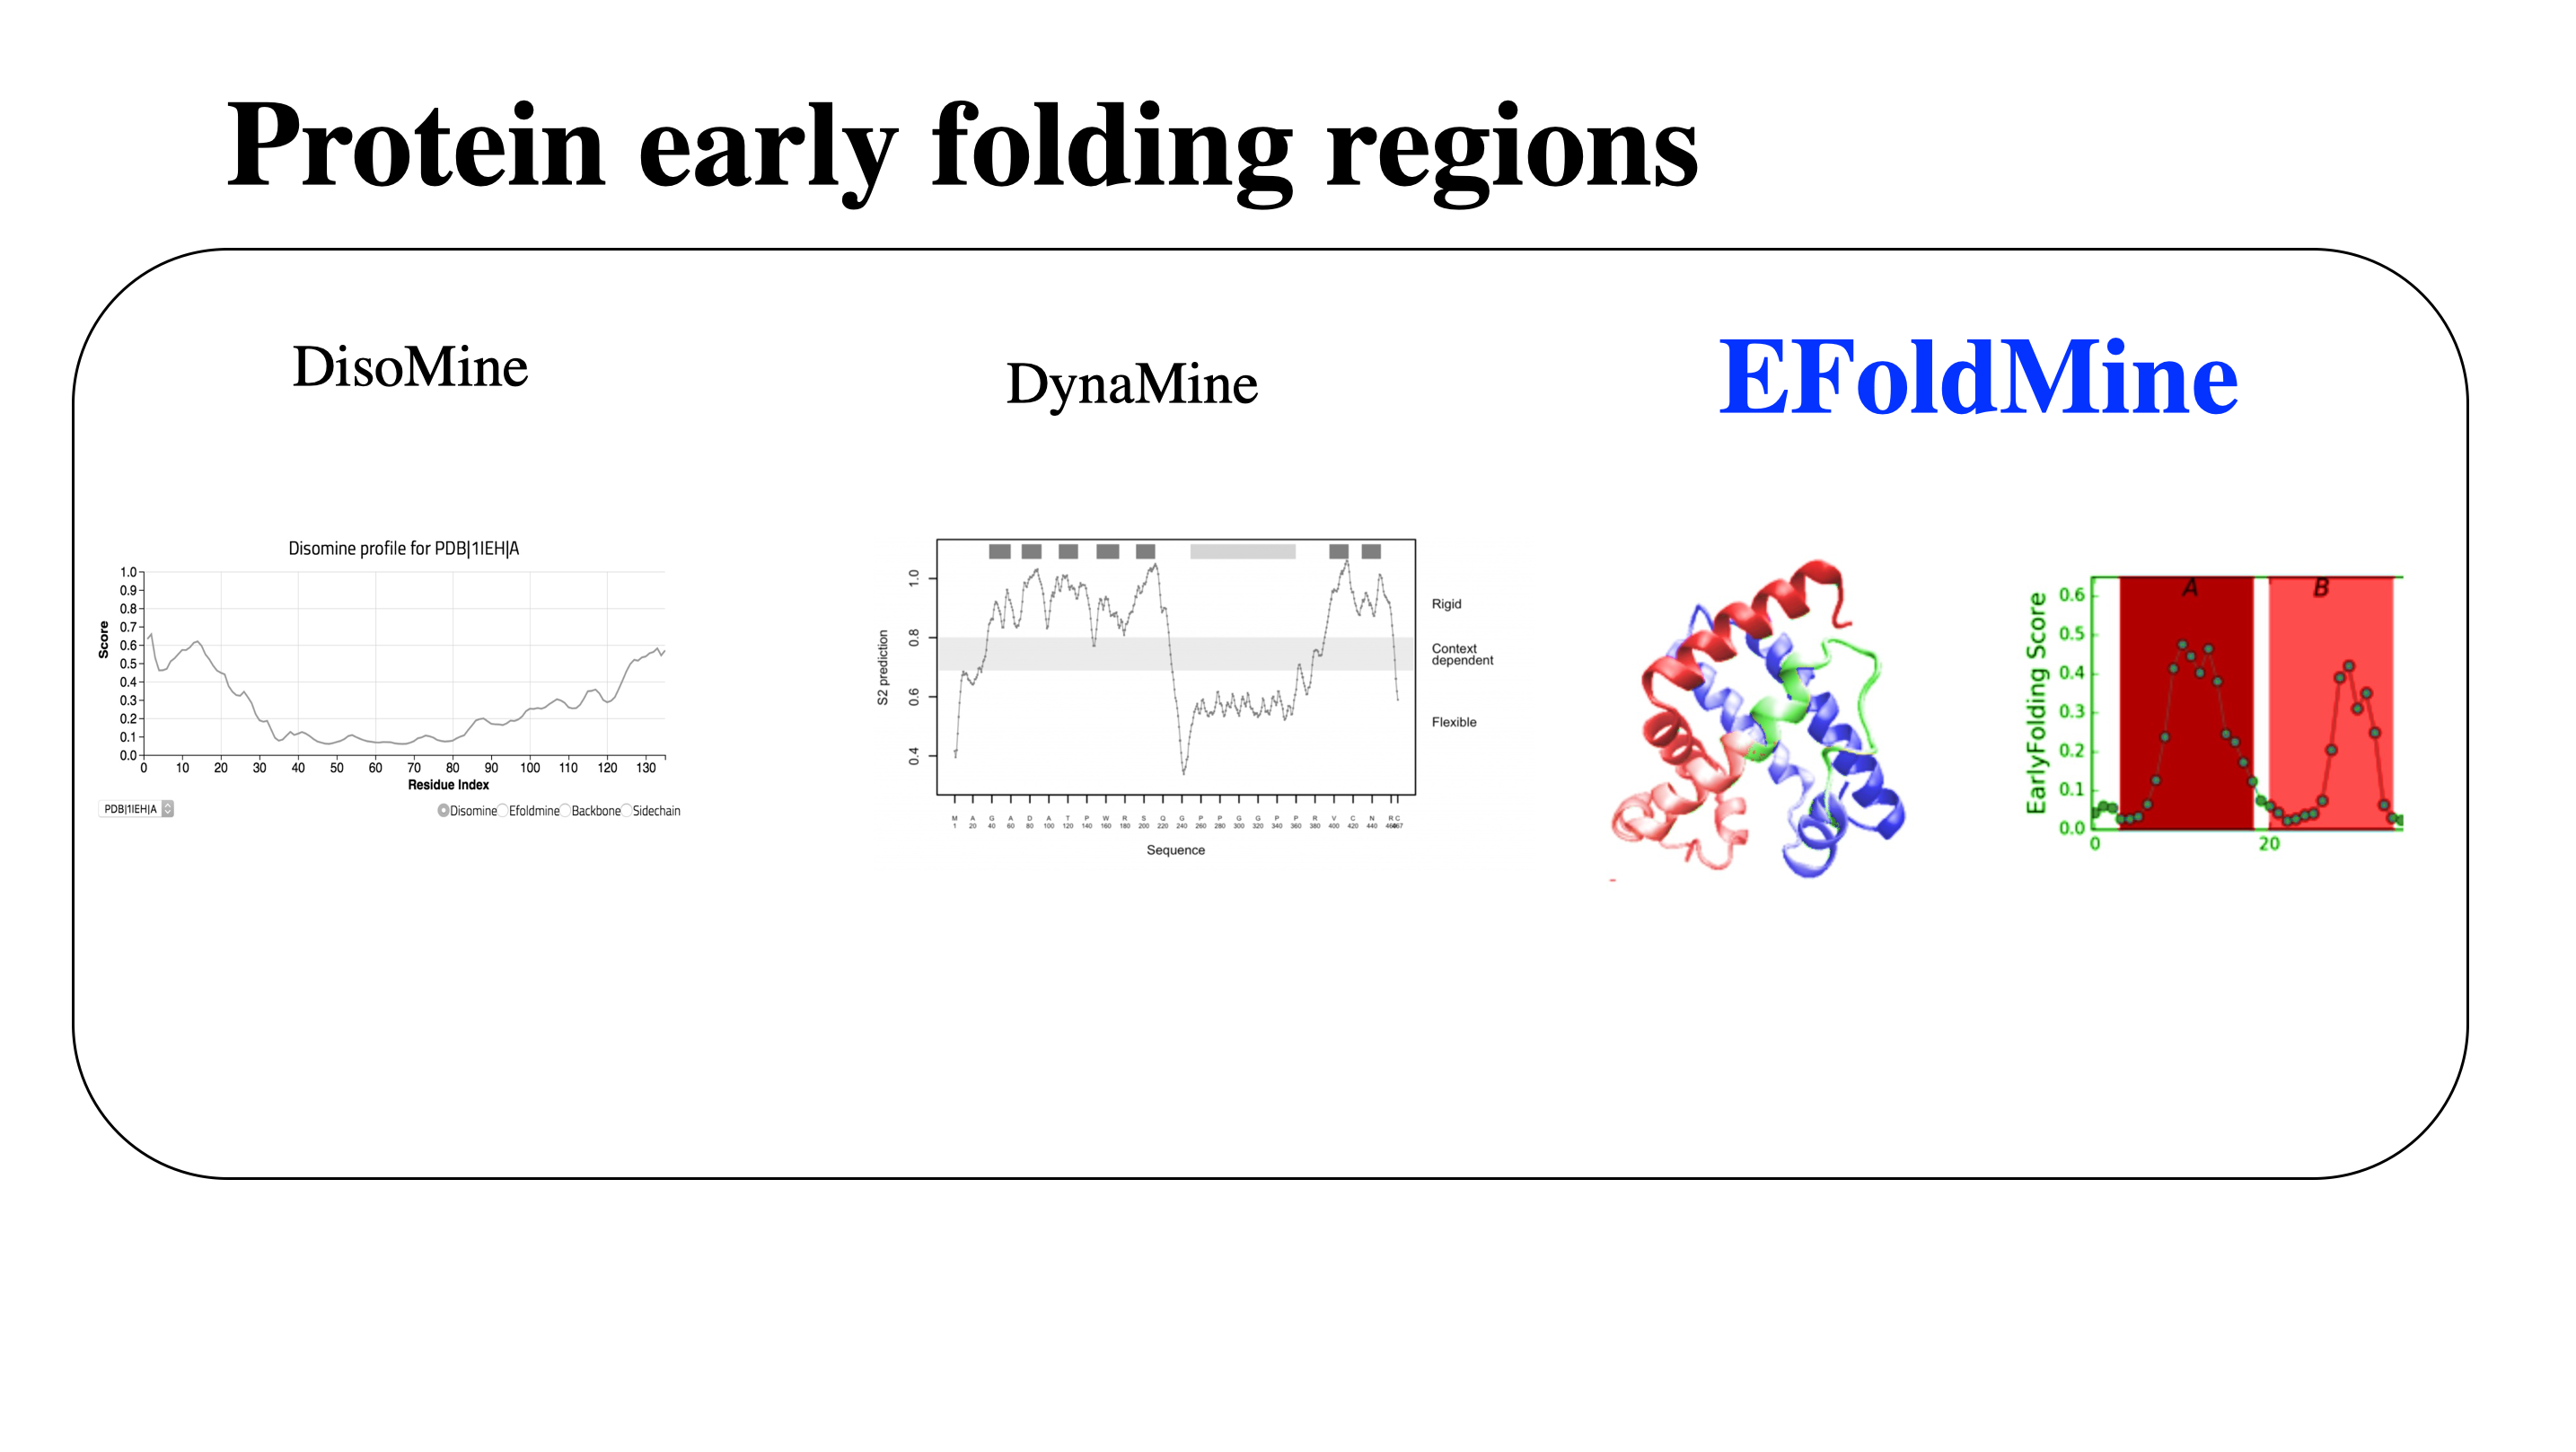 Protein early folding regions
DisoMine
DynaMine
EFoldMine
Disomine profile for PDB|1IEH|A
Score
1.0
0.9
0.8
0.7
0.6
0.5
0.4
0.3
0.2
0.1
0.0
0 10 20 30 40 50 60 70 80 90 100 110 120 130
Residue Index
PDB|1IEH|A
Disomine Efoldmine Backbone Sidechain
S2 prediction
1.0
0.8
0.6
0.4
Rigid
Context
dependent
Flexible
M A G A D A T P W R S Q G P P G G P P R V C N R C
1 20 40 60 80 100 120 140 160 180 200 220 240 260 280 300 320 340 360 380 400 420 440 467
Sequence
EarlyFolding Score
A B
0.6
0.5
0.4
0.3
0.2
0.1
0.0
0 20